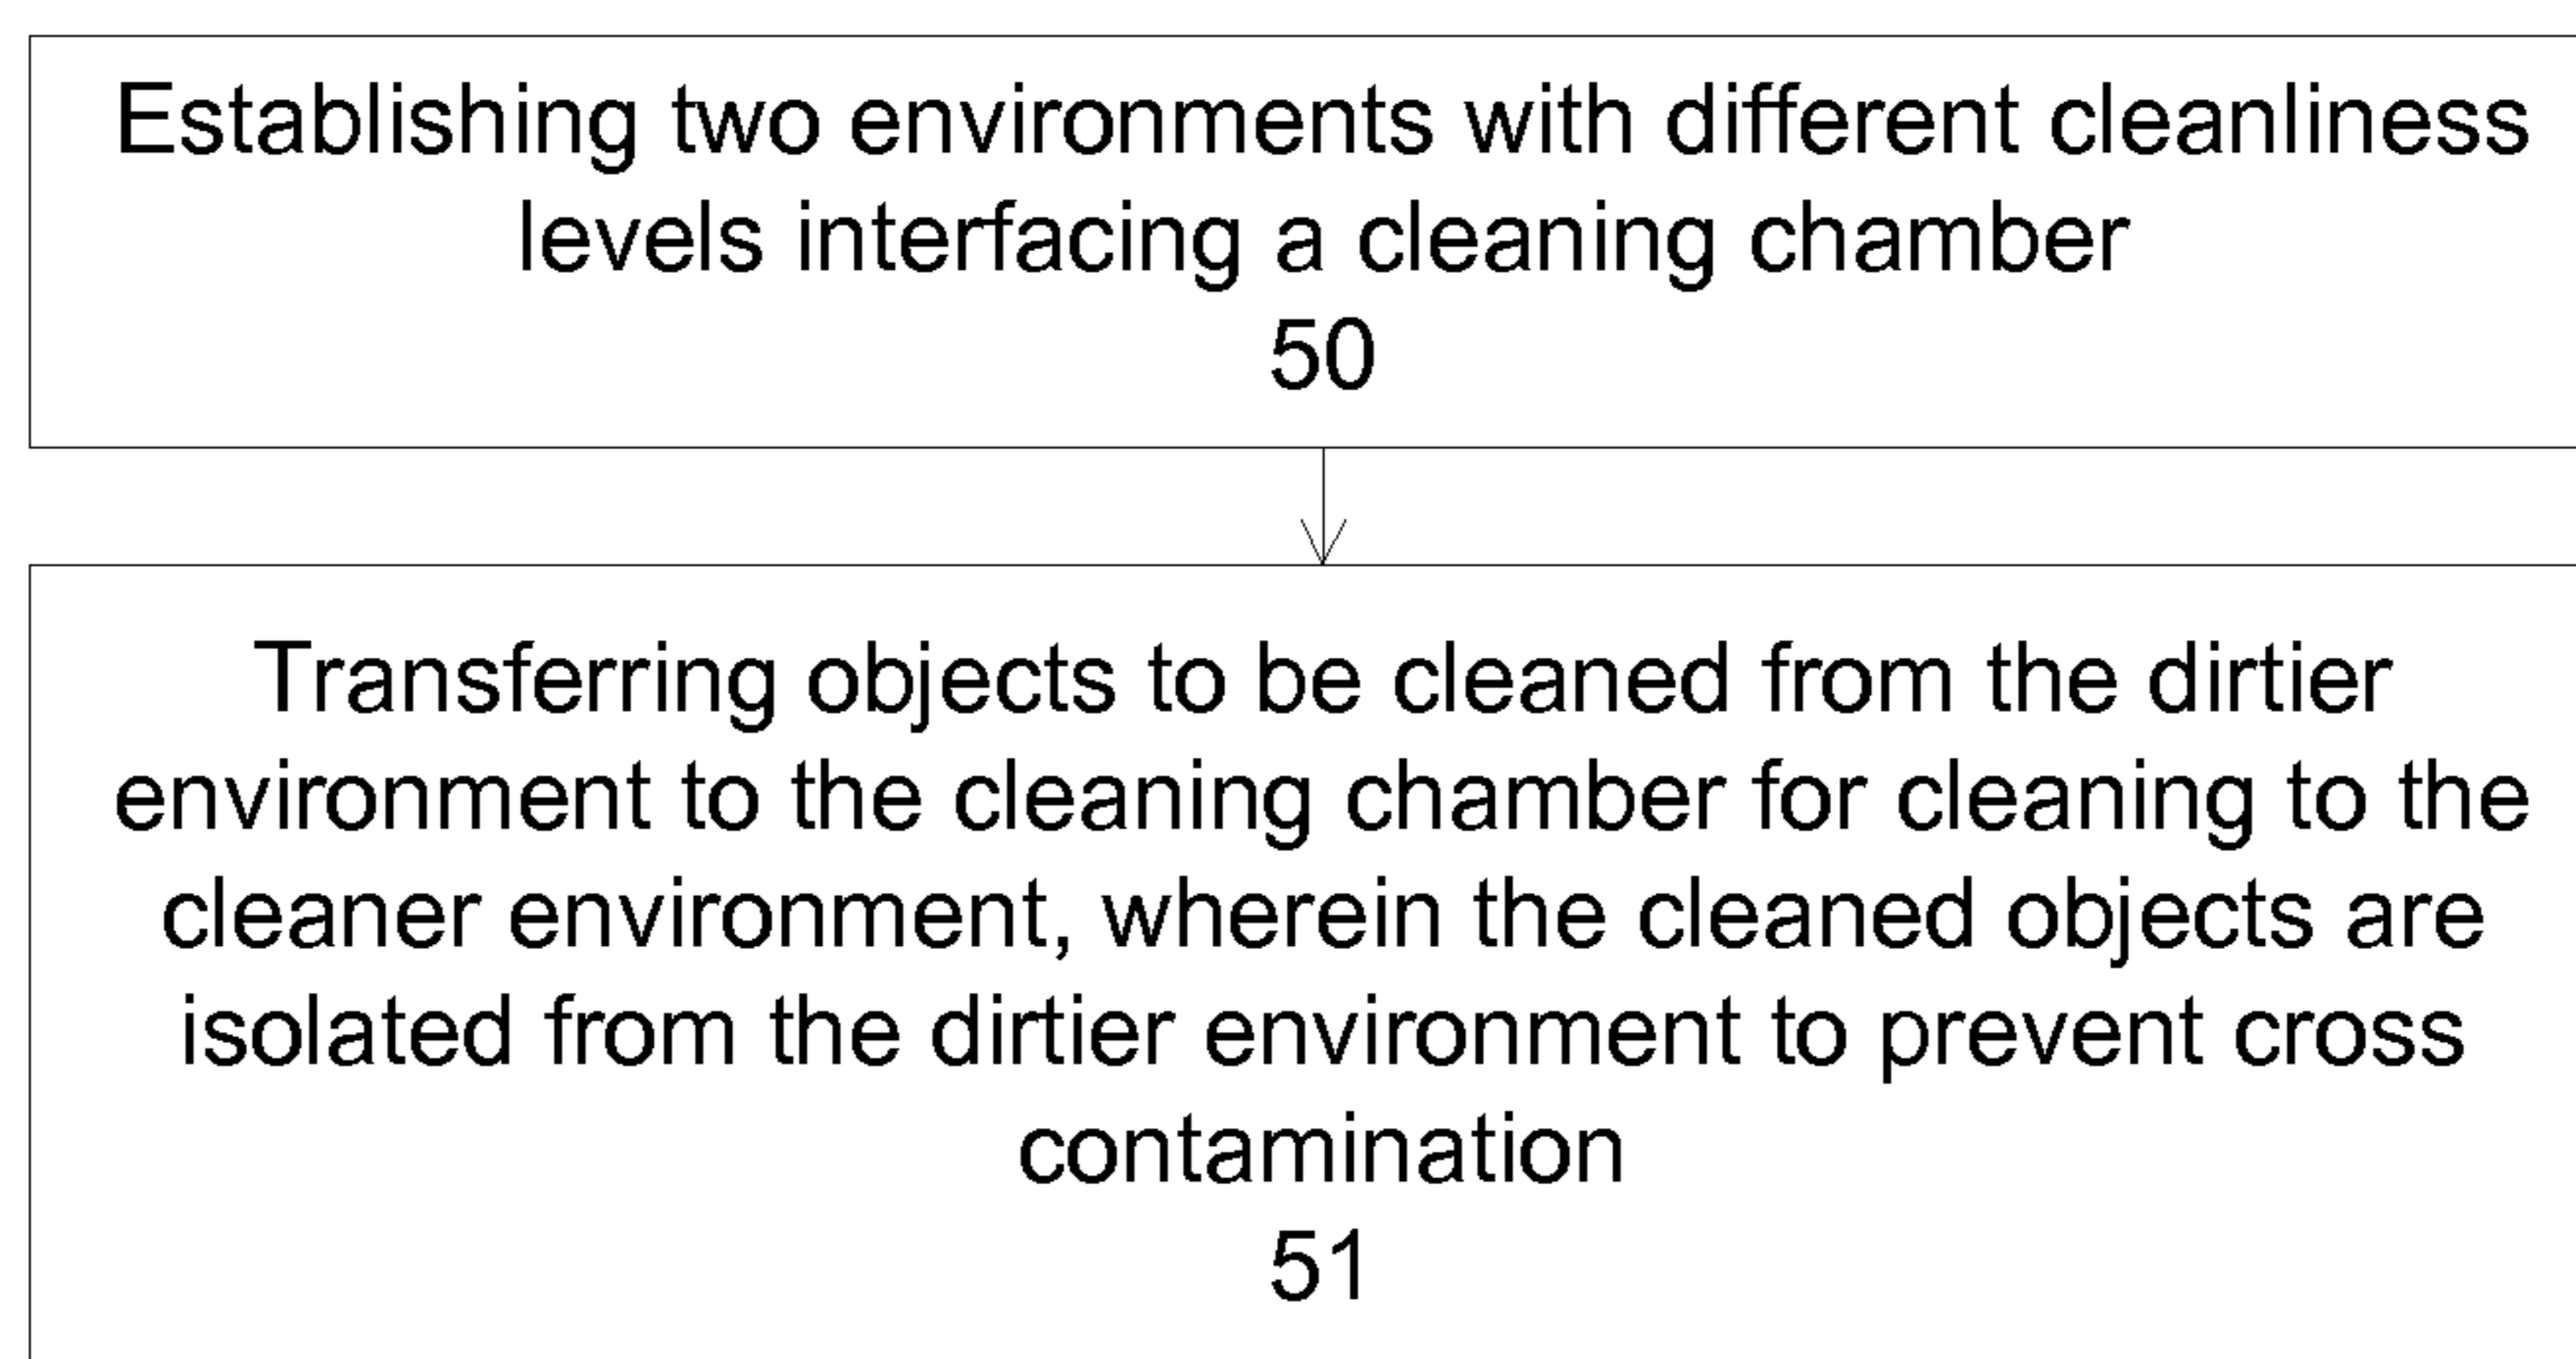 Establishing two environments with different cleanliness
levels interfacing a cleaning chamber
50
Transferring objects to be cleaned from the dirtier
environment to the cleaning chamber for cleaning to the
cleaner environment, wherein the cleaned objects are
isolated from the dirtier environment to prevent cross
contamination
51